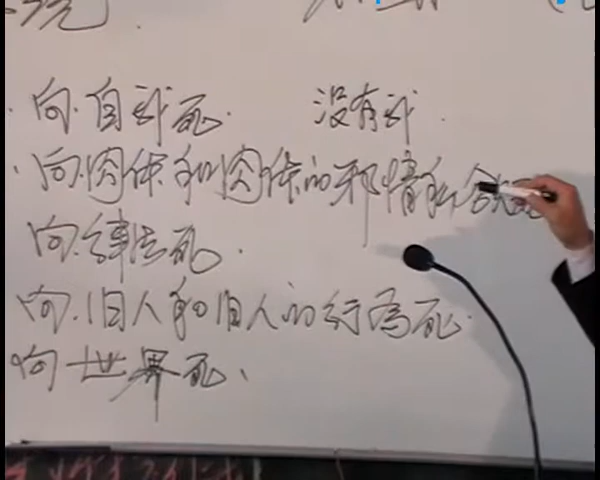 向自我死. 没有我.
向肉体和肉体的邪情私欲死
向律法死.
向旧人和旧人的行为死.
向世界死、